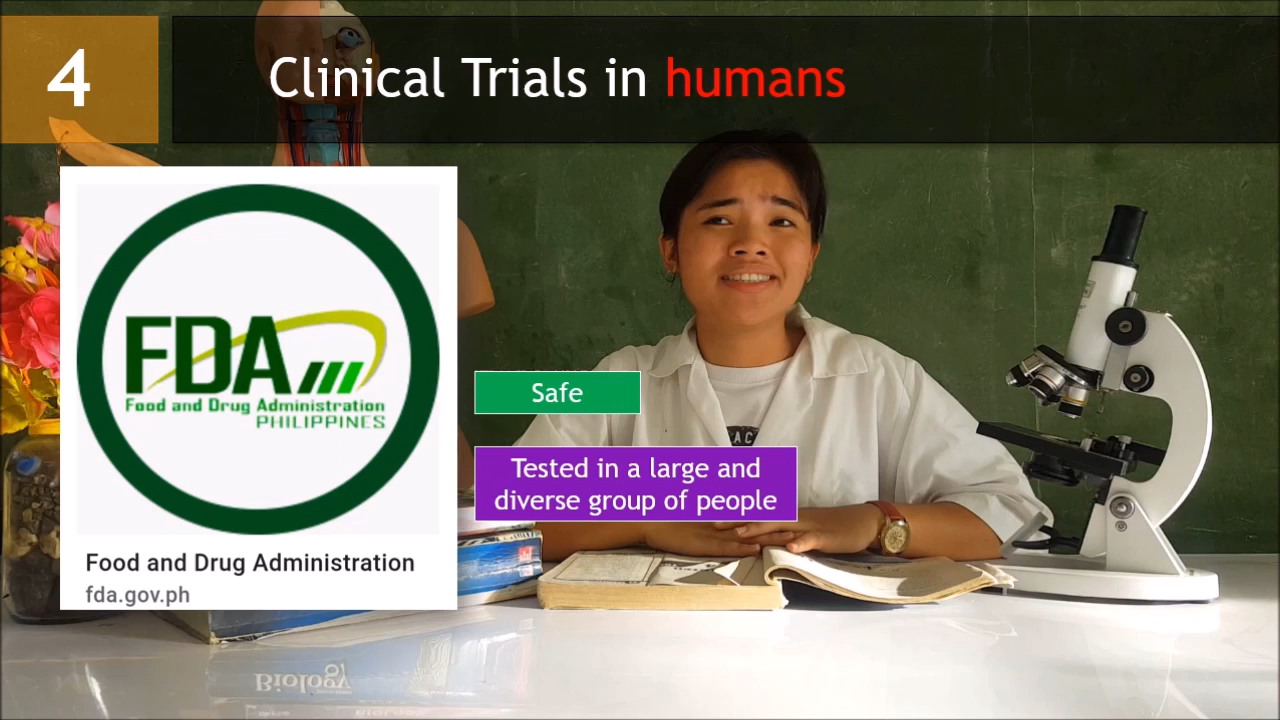 4
Clinical Trials in humans
FDA
Food and Drug Administration
PHILIPPINES
Food and Drug Administration
fda.gov.ph
Safe
Tested in a large and
diverse group of people
AC
Biology